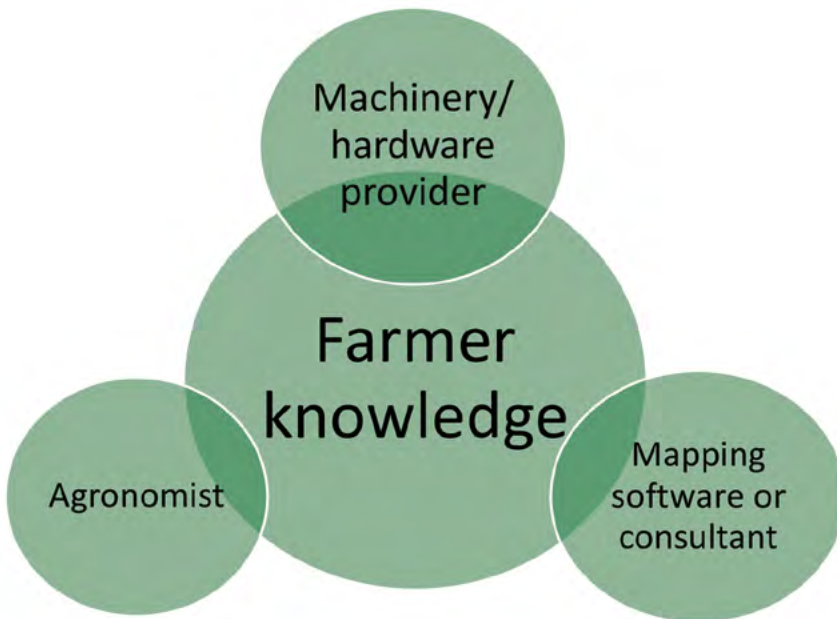 Machinery/
hardware
provider
Farmer
knowledge
Agronomist
Mapping
software or
consultant